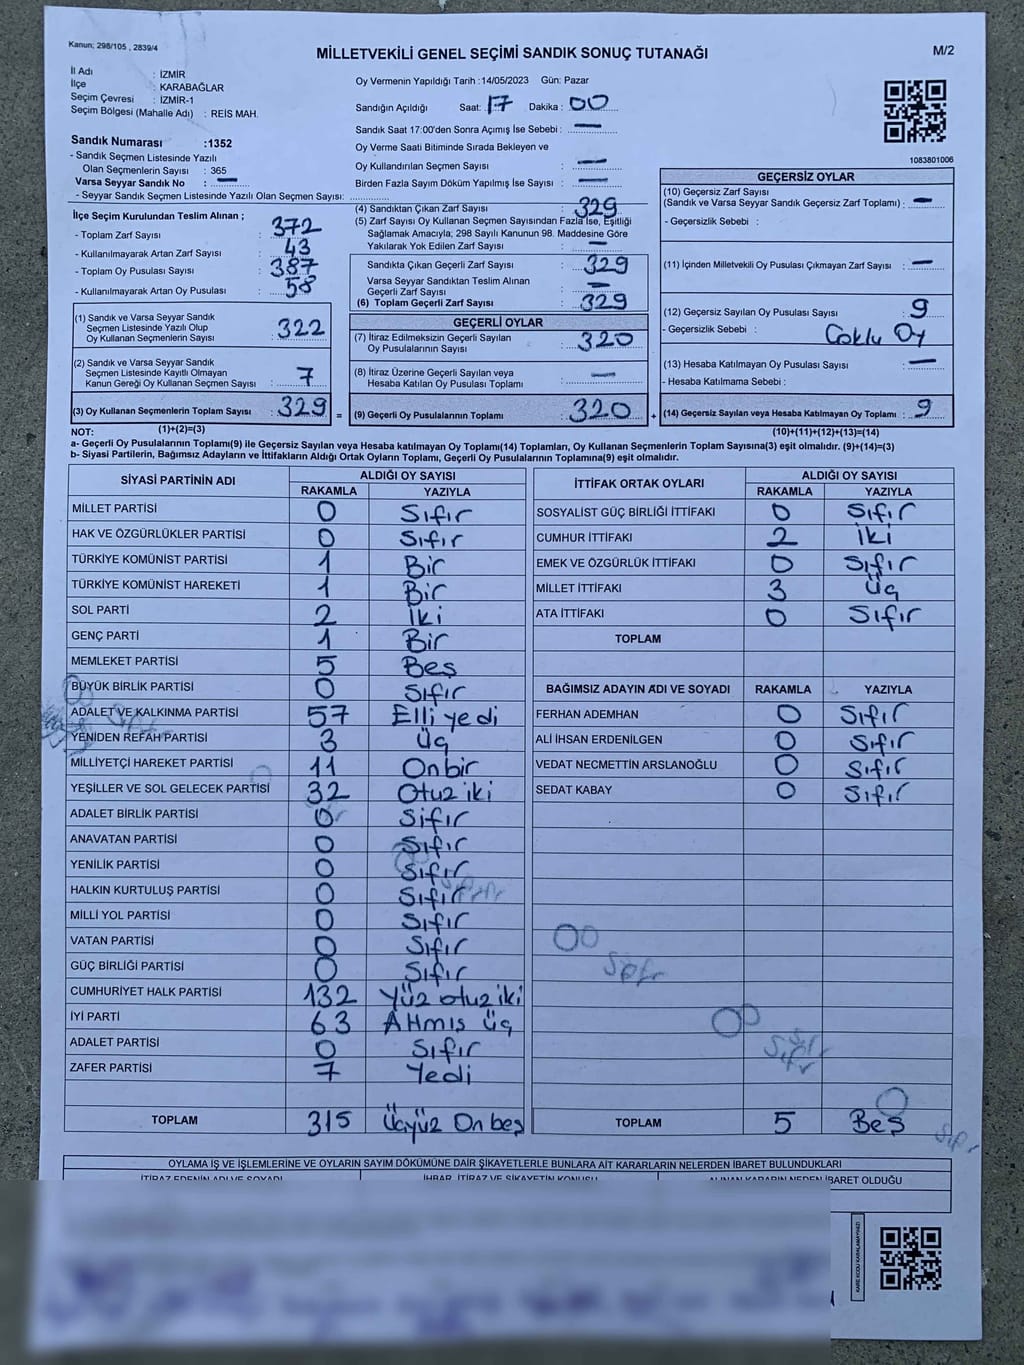 Kanun; 298/105 , 2839/4
MİLLETVEKİLİ GENEL SEÇİMİ SANDIK SONUÇ TUTANAĞI
M/2
İl Adı : İZMİR
İlçe : KARABAĞLAR
Seçim Çevresi : İZMİR-1
Seçim Bölgesi (Mahalle Adı) : REİS MAH.
Sandık Numarası :1352
- Sandık Seçmen Listesinde Yazılı
Olan Seçmenlerin Sayısı : 365
Varsa Seyyar Sandık No : —
- Seyyar Sandık Seçmen Listesinde Yazılı Olan Seçmen Sayısı: ............
Oy Vermenin Yapıldığı Tarih :14/05/2023 Gün: Pazar
Sandığın Açıldığı Saat: 17 Dakika : 00
Sandık Saat 17:00'den Sonra Açımış İse Sebebi : —
Oy Verme Saati Bitiminde Sırada Bekleyen ve
Oy Kullandırılan Seçmen Sayısı : —
Birden Fazla Sayım Döküm Yapılmış İse Sayısı : —
1083801006
İlçe Seçim Kurulundan Teslim Alınan ;
- Toplam Zarf Sayısı : 372
- Kullanılmayarak Artan Zarf Sayısı : 43
- Toplam Oy Pusulası Sayısı : 387
- Kullanılmayarak Artan Oy Pusulası : 58
(1) Sandık ve Varsa Seyyar Sandık
Seçmen Listesinde Yazılı Olup
Oy Kullanan Seçmenlerin Sayısı : 322
(2) Sandık ve Varsa Seyyar Sandık
Seçmen Listesinde Kayıtlı Olmayan
Kanun Gereği Oy Kullanan Seçmen Sayısı : 7
(3) Oy Kullanan Seçmenlerin Toplam Sayısı : 329 =
(4) Sandıktan Çıkan Zarf Sayısı : 329
(5) Zarf Sayısı Oy Kullanan Seçmen Sayısından Fazla İse, Eşitliği
Sağlamak Amacıyla; 298 Sayılı Kanunun 98. Maddesine Göre
Yakılarak Yok Edilen Zarf Sayısı : —
Sandıkta Çıkan Geçerli Zarf Sayısı : 329
Varsa Seyyar Sandıktan Teslim Alınan
Geçerli Zarf Sayısı : —
(6) Toplam Geçerli Zarf Sayısı : 329
GEÇERLİ OYLAR
(7) İtiraz Edilmeksizin Geçerli Sayılan
Oy Pusulalarının Sayısı : 320
(8) İtiraz Üzerine Geçerli Sayılan veya
Hesaba Katılan Oy Pusulası Toplamı : —
(9) Geçerli Oy Pusulalarının Toplamı : 320 +
GEÇERSİZ OYLAR
(10) Geçersiz Zarf Sayısı
(Sandık ve Varsa Seyyar Sandık Geçersiz Zarf Toplamı) : —
- Geçersizlik Sebebi :
(11) İçinden Milletvekili Oy Pusulası Çıkmayan Zarf Sayısı : —
(12) Geçersiz Sayılan Oy Pusulası Sayısı : 9
- Geçersizlik Sebebi : Çoklu Oy
(13) Hesaba Katılmayan Oy Pusulası Sayısı : —
- Hesaba Katılmama Sebebi :
(14) Geçersiz Sayılan veya Hesaba Katılmayan Oy Toplamı : 9
NOT: (1)+(2)=(3)
(10)+(11)+(12)+(13)=(14)
a- Geçerli Oy Pusulalarının Toplamı(9) ile Geçersiz Sayılan veya Hesaba katılmayan Oy Toplamı(14) Toplamları, Oy Kullanan Seçmenlerin Toplam Sayısına(3) eşit olmalıdır. (9)+(14)=(3)
b- Siyasi Partilerin, Bağımsız Adayların ve İttifakların Aldığı Ortak Oyların Toplamı, Geçerli Oy Pusulalarının Toplamına(9) eşit olmalıdır.
SİYASİ PARTİNİN ADI ALDIĞI OY SAYISI
RAKAMLA YAZIYLA
MİLLET PARTİSİ 0 Sıfır
HAK VE ÖZGÜRLÜKLER PARTİSİ 0 Sıfır
TÜRKİYE KOMÜNİST PARTİSİ 1 Bir
TÜRKİYE KOMÜNİST HAREKETİ 1 Bir
SOL PARTİ 2 İki
GENÇ PARTİ 1 Bir
MEMLEKET PARTİSİ 5 Beş
BÜYÜK BİRLİK PARTİSİ 0 Sıfır
ADALET VE KALKINMA PARTİSİ 57 Elli yedi
YENİDEN REFAH PARTİSİ 3 Üç
MİLLİYETÇİ HAREKET PARTİSİ 11 Onbir
YEŞİLLER VE SOL GELECEK PARTİSİ 32 Otuz iki
ADALET BİRLİK PARTİSİ 0 Sıfır
ANAVATAN PARTİSİ 0 Sıfır
YENİLİK PARTİSİ 0 Sıfır
HALKIN KURTULUŞ PARTİSİ 0 Sıfır
MİLLİ YOL PARTİSİ 0 Sıfır
VATAN PARTİSİ 0 Sıfır
GÜÇ BİRLİĞİ PARTİSİ 0 Sıfır
CUMHURİYET HALK PARTİSİ 132 Yüz otuz iki
İYİ PARTİ 63 Altmış üç
ADALET PARTİSİ 0 Sıfır
ZAFER PARTİSİ 7 Yedi
TOPLAM 315 Üçyüz On beş
İTTİFAK ORTAK OYLARI ALDIĞI OY SAYISI
RAKAMLA YAZIYLA
SOSYALİST GÜÇ BİRLİĞİ İTTİFAKI 0 Sıfır
CUMHUR İTTİFAKI 2 İki
EMEK VE ÖZGÜRLÜK İTTİFAKI 0 Sıfır
MİLLET İTTİFAKI 3 Üç
ATA İTTİFAKI 0 Sıfır
TOPLAM
BAĞIMSIZ ADAYIN ADI VE SOYADI RAKAMLA YAZIYLA
FERHAN ADEMHAN 0 Sıfır
ALİ İHSAN ERDENİLGEN 0 Sıfır
VEDAT NECMETTİN ARSLANOĞLU 0 Sıfır
SEDAT KABAY 0 Sıfır
TOPLAM 5 Beş
OYLAMA İŞ VE İŞLEMLERİNE VE OYLARIN SAYIM DÖKÜMÜNE DAİR ŞİKAYETLERLE BUNLARA AİT KARARLARIN NELERDEN İBARET BULUNDUKLARI
İTİRAZ EDENİN ADI VE SOYADI İHBAR, İTİRAZ VE ŞİKAYETİN KONUSU ALINAN KARARIN NEDEN İBARET OLDUĞU
KARE KODU KARALAMAYINIZ!